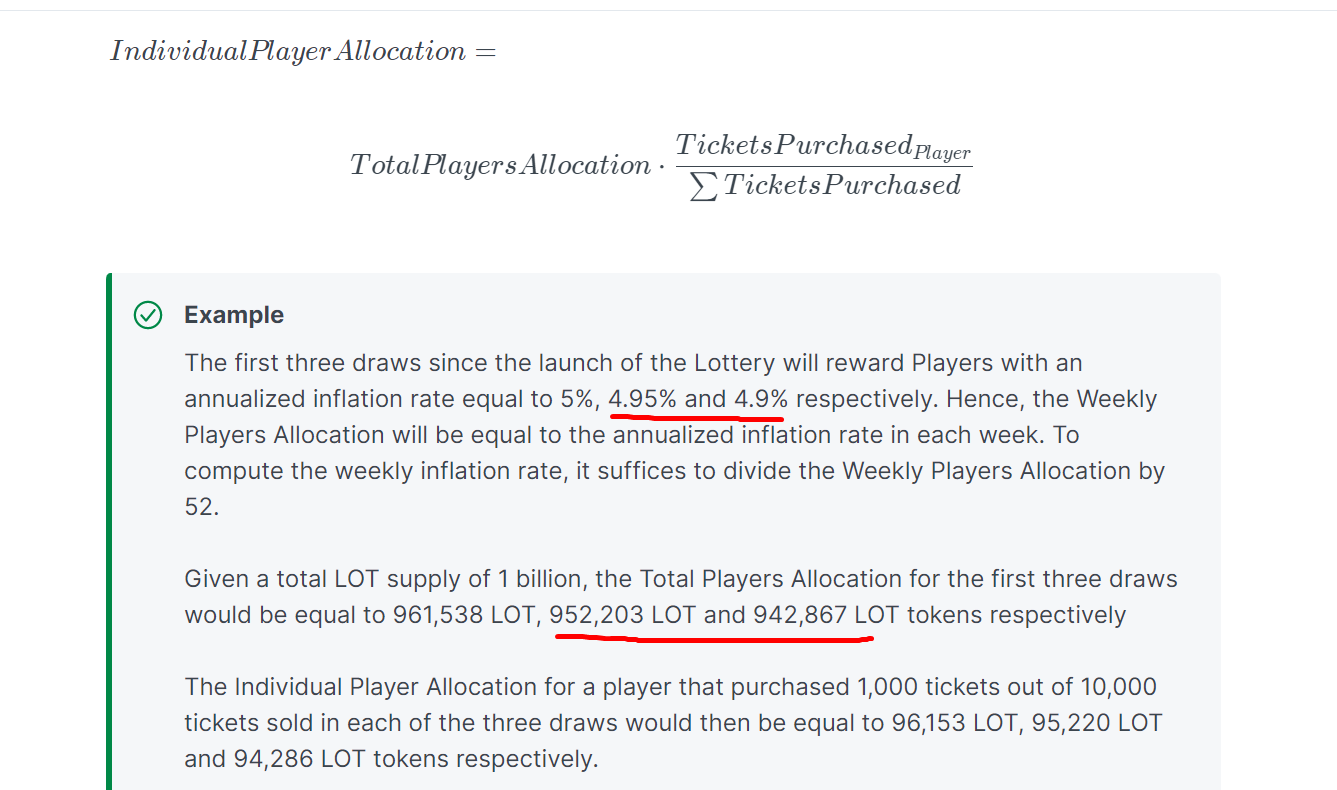 IndividualPlayerAllocation =
TotalPlayersAllocation · TicketsPurchased_Player / ∑ TicketsPurchased
Example
The first three draws since the launch of the Lottery will reward Players with an
annualized inflation rate equal to 5%, 4.95% and 4.9% respectively. Hence, the Weekly
Players Allocation will be equal to the annualized inflation rate in each week. To
compute the weekly inflation rate, it suffices to divide the Weekly Players Allocation by
52.
Given a total LOT supply of 1 billion, the Total Players Allocation for the first three draws
would be equal to 961,538 LOT, 952,203 LOT and 942,867 LOT tokens respectively
The Individual Player Allocation for a player that purchased 1,000 tickets out of 10,000
tickets sold in each of the three draws would then be equal to 96,153 LOT, 95,220 LOT
and 94,286 LOT tokens respectively.